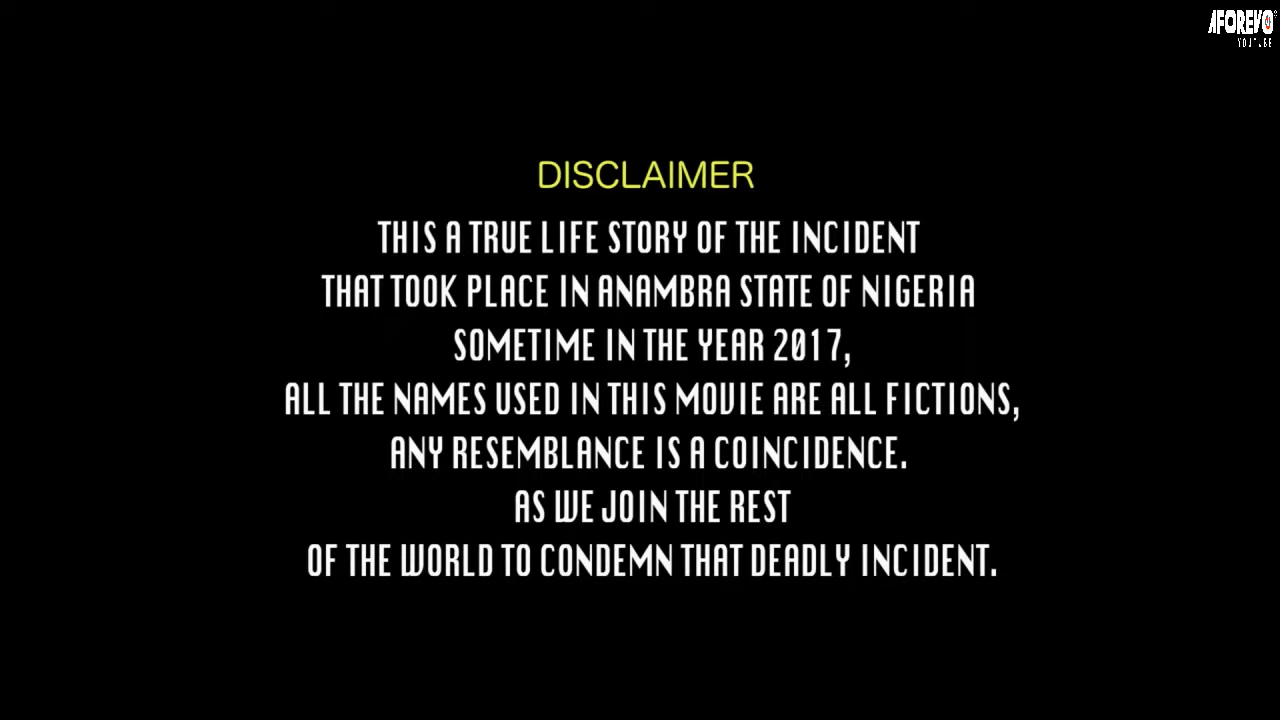 AFOREVO
YOUTUBE
DISCLAIMER
THIS A TRUE LIFE STORY OF THE INCIDENT
THAT TOOK PLACE IN ANAMBRA STATE OF NIGERIA
SOMETIME IN THE YEAR 2017,
ALL THE NAMES USED IN THIS MOVIE ARE ALL FICTIONS,
ANY RESEMBLANCE IS A COINCIDENCE.
AS WE JOIN THE REST
OF THE WORLD TO CONDEMN THAT DEADLY INCIDENT.